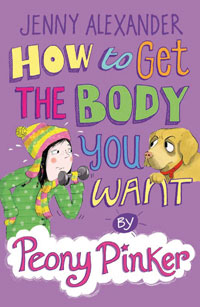 JENNY ALEXANDER
HOW to GET
THE BODY
YOU
WANT
BY
Peony Pinker